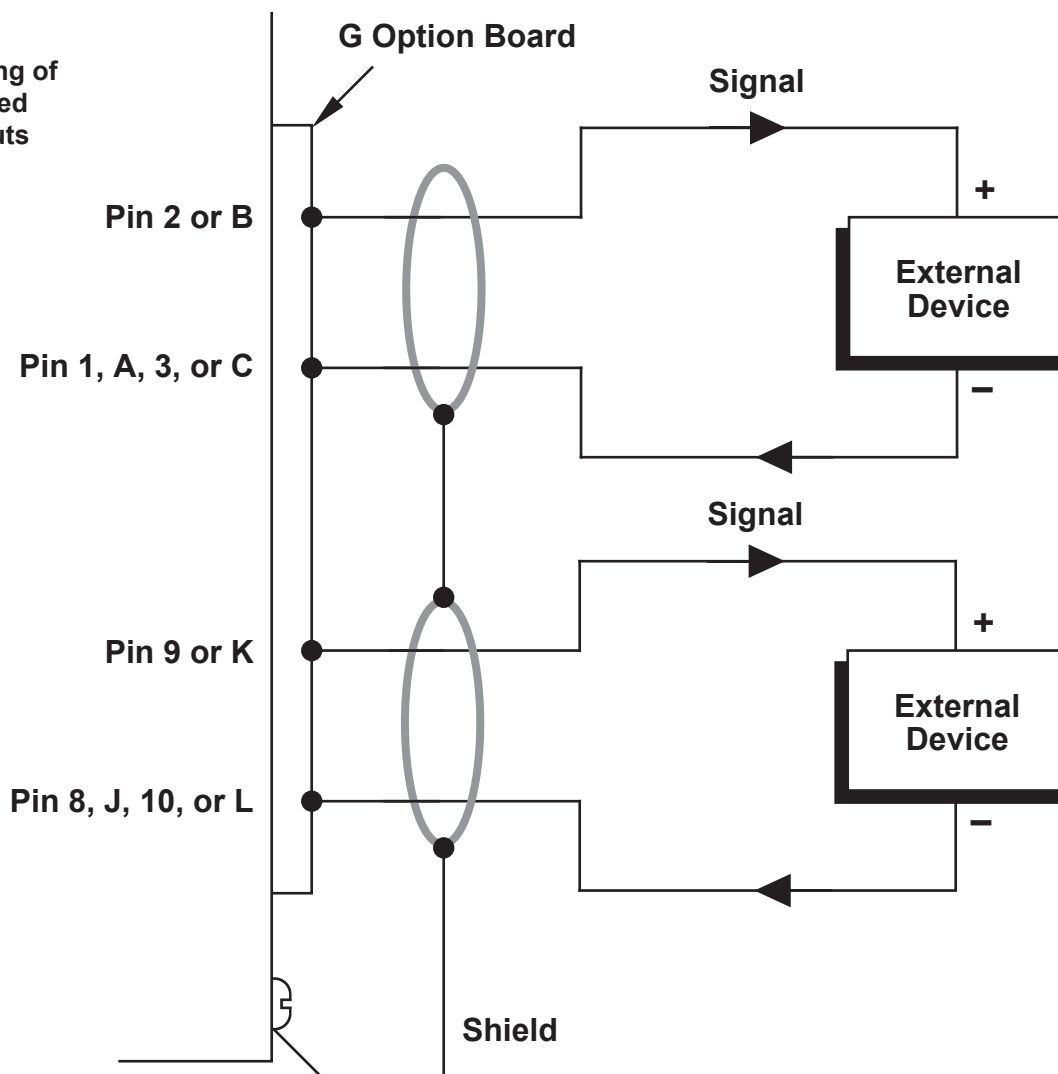 G Option Board
Signal
Pin 2 or B
+
External
Device
Pin 1, A, 3, or C
–
Signal
Pin 9 or K
+
External
Device
Pin 8, J, 10, or L
–
Shield